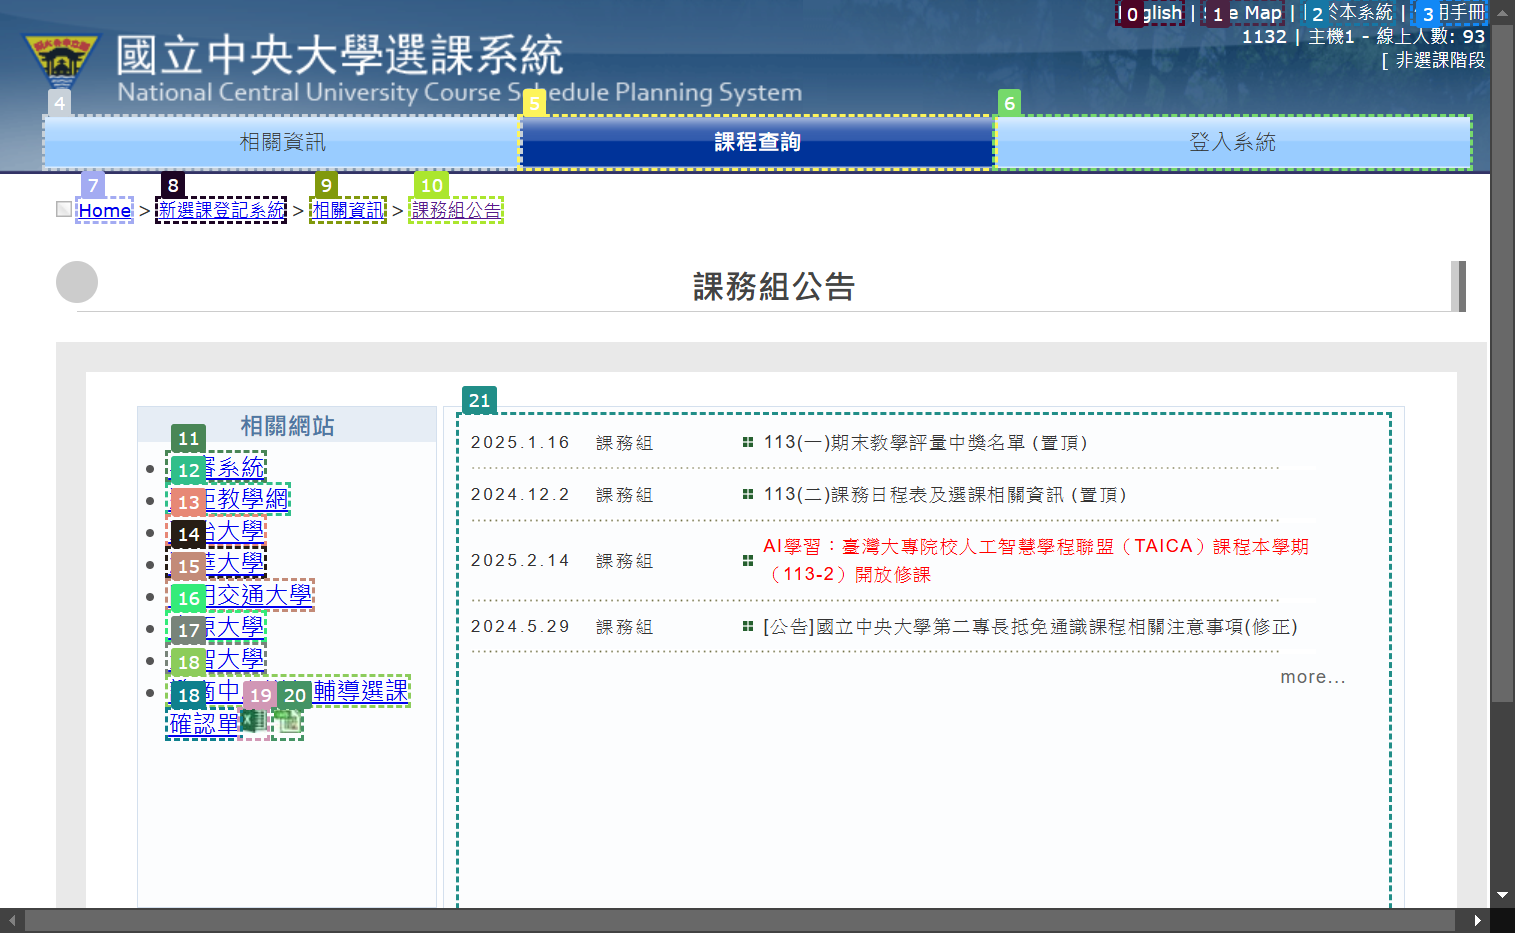 0 glish | 1 e Map | 2 本系統 | 3 用手冊
1132 | 主機1 - 線上人數: 93
[ 非選課階段
國立中央大學選課系統
National Central University Course Schedule Planning System
4 5 6
相關資訊 課程查詢 登入系統
7 8 9 10
Home > 新選課登記系統 > 相關資訊 > 課務組公告
課務組公告
相關網站
11
12 系統
13 教學網
14 大學
15 大學
16 交通大學
17 大學
18 大學
18 中 19 20 輔導選課
確認單
21
2025.1.16 課務組 113(一)期末教學評量中獎名單 (置頂)
2024.12.2 課務組 113(二)課務日程表及選課相關資訊 (置頂)
2025.2.14 課務組 AI學習：臺灣大專院校人工智慧學程聯盟（TAICA）課程本學期
（113-2）開放修課
2024.5.29 課務組 [公告]國立中央大學第二專長抵免通識課程相關注意事項(修正)
more...